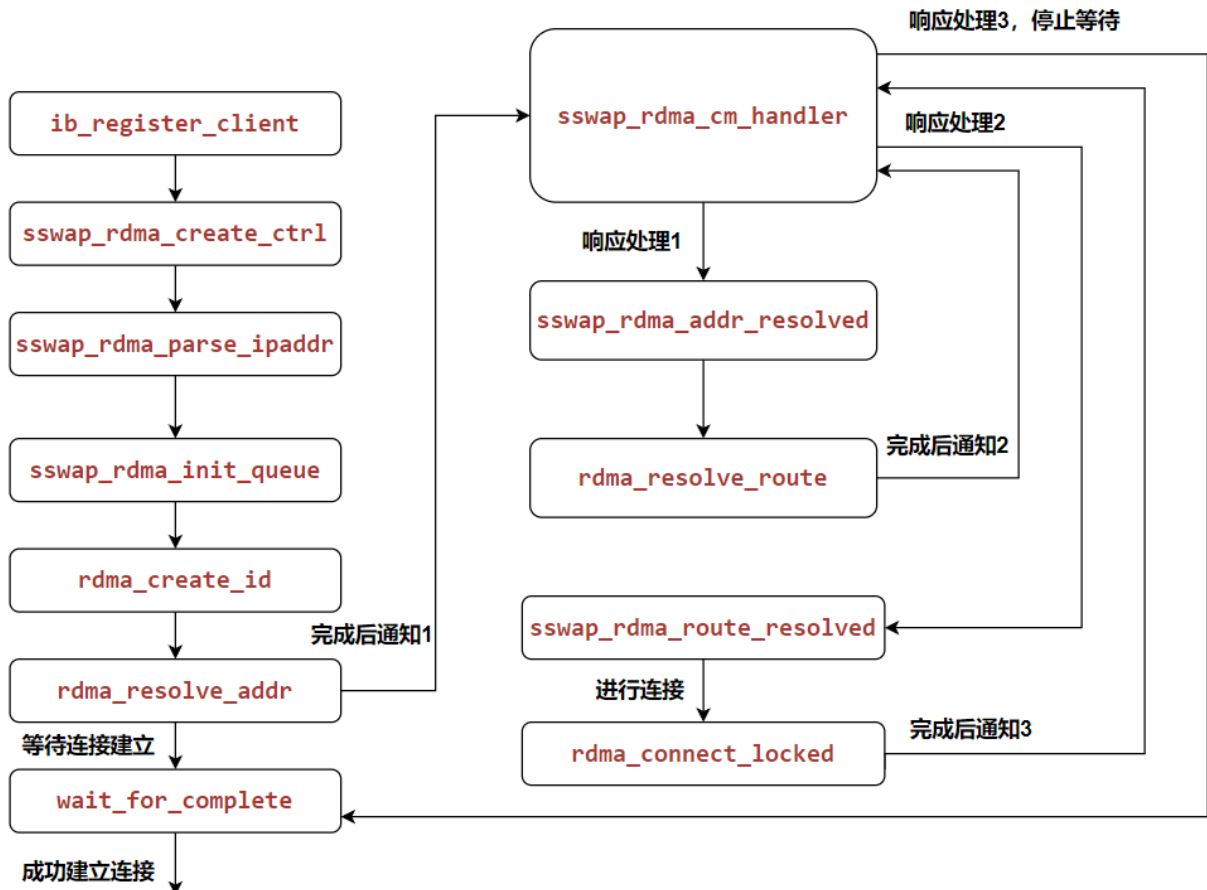 ib_register_client
sswap_rdma_create_ctrl
sswap_rdma_parse_ipaddr
sswap_rdma_init_queue
rdma_create_id
完成后通知1
rdma_resolve_addr
等待连接建立
wait_for_complete
成功建立连接
响应处理3，停止等待
sswap_rdma_cm_handler
响应处理2
响应处理1
sswap_rdma_addr_resolved
完成后通知2
rdma_resolve_route
sswap_rdma_route_resolved
进行连接
完成后通知3
rdma_connect_locked